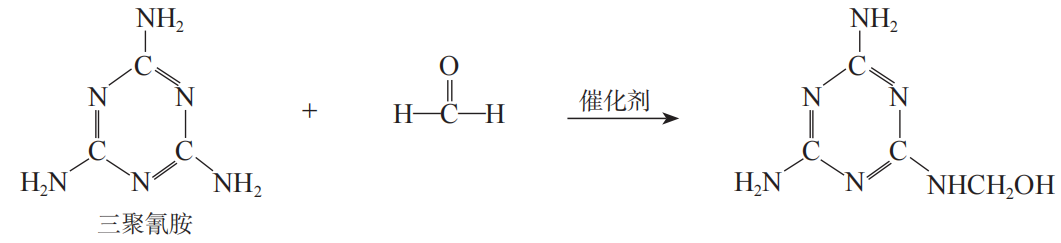 NH₂ O NH₂
C C
N N + H—C—H 催化剂 N N
C C C C
H₂N N NH₂ H₂N N NHCH₂OH
三聚氰胺